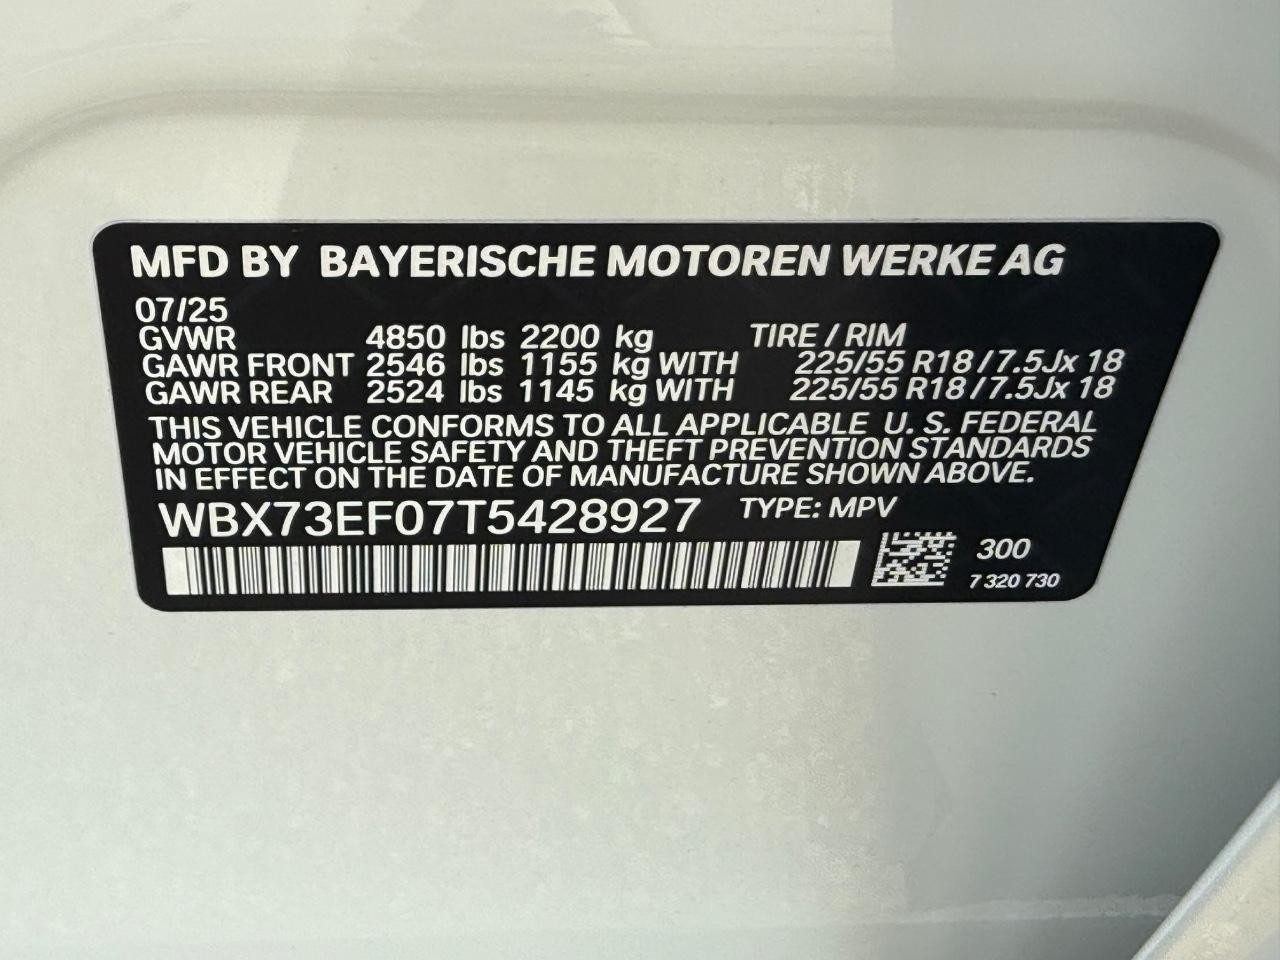 MFD BY BAYERISCHE MOTOREN WERKE AG
07/25
GVWR 4850 lbs 2200 kg TIRE / RIM
GAWR FRONT 2546 lbs 1155 kg WITH 225/55 R18 / 7.5Jx 18
GAWR REAR 2524 lbs 1145 kg WITH 225/55 R18 / 7.5Jx 18
THIS VEHICLE CONFORMS TO ALL APPLICABLE U. S. FEDERAL
MOTOR VEHICLE SAFETY AND THEFT PREVENTION STANDARDS
IN EFFECT ON THE DATE OF MANUFACTURE SHOWN ABOVE.
WBX73EF07T5428927 TYPE: MPV
300
7 320 730